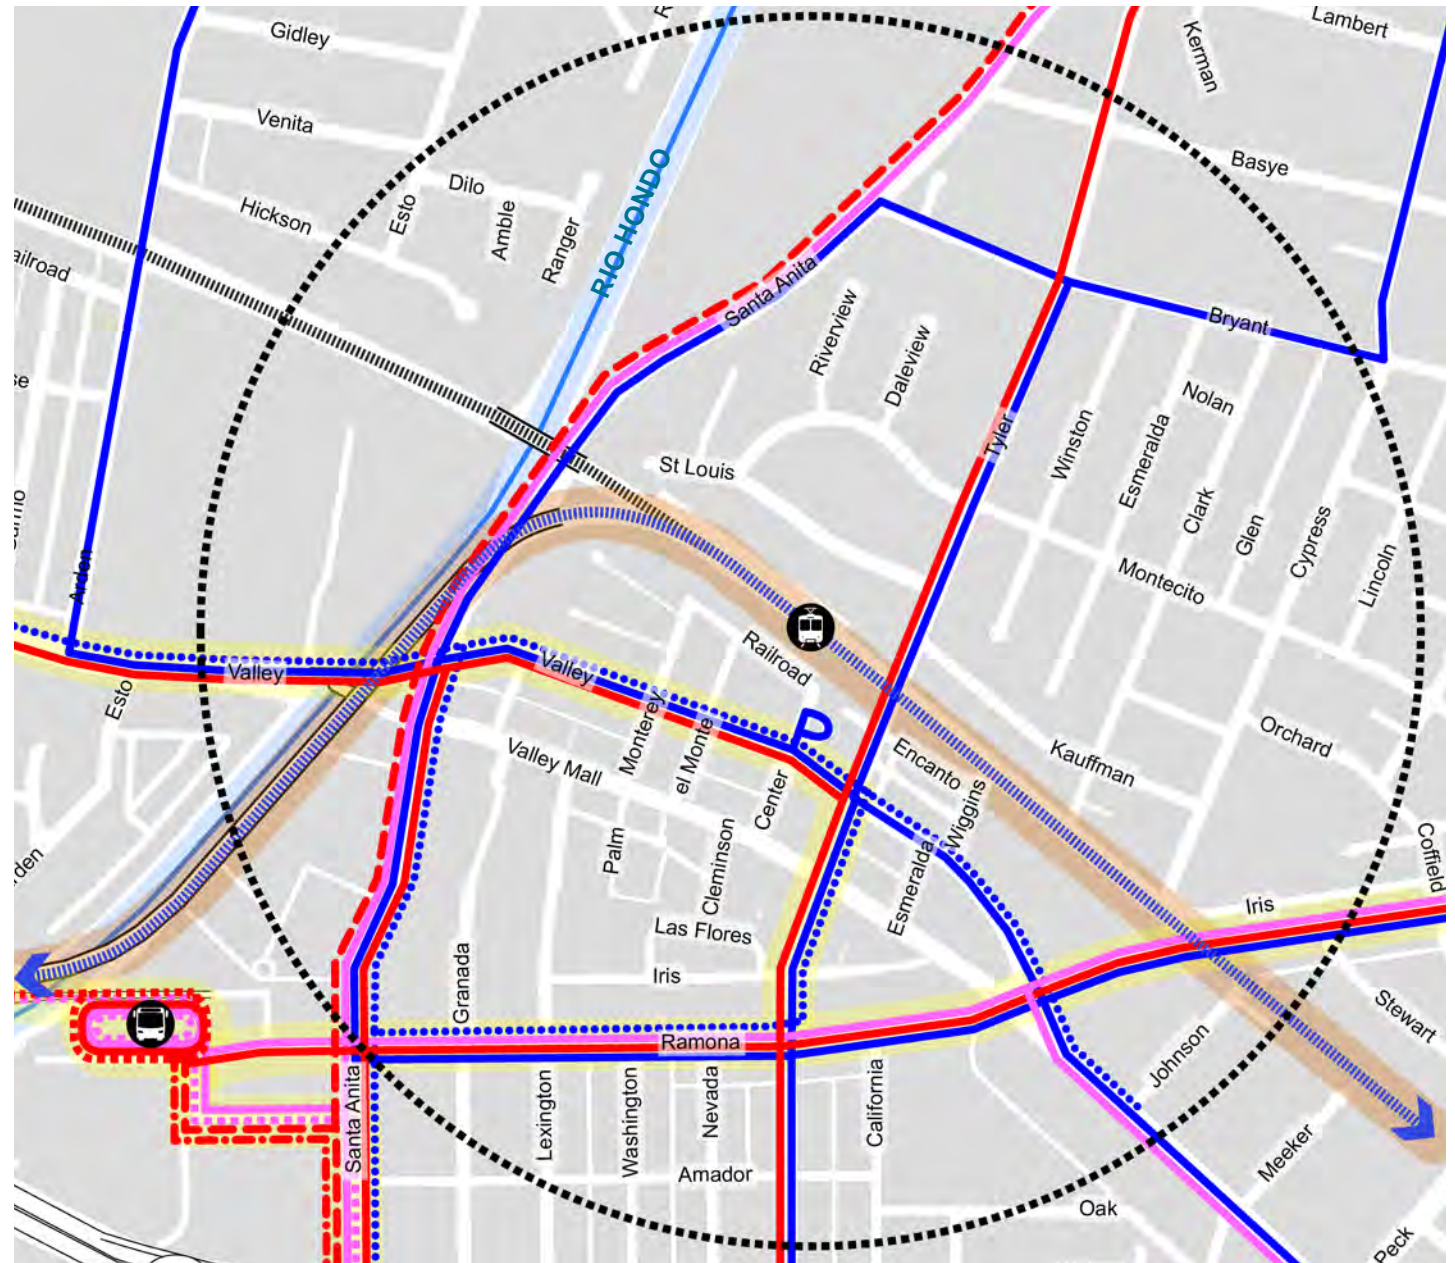 Gidley
Lambert
Kerman
Venita
Basye
Dilo
Hickson
Esto
Amble
Ranger
RIO HONDO
ailroad
Santa Anita
Riverview
Bryant
Daleview
se
Nolan
Tyler
Winston
Esmeralda
St Louis
Clark
Glen
Cypress
Lincoln
Arden
Montecito
Railroad
Valley
Valley
Esto
Monterey
el Monte
Valley Mall
Orchard
Kauffman
Encanto
P
Center
Wiggins
Palm
Cleminson
Esmeralda
Coffield
rden
Las Flores
Iris
Iris
Granada
Stewart
Ramona
Johnson
Santa Anita
Lexington
Washington
Nevada
California
Amador
Meeker
Oak
Peck